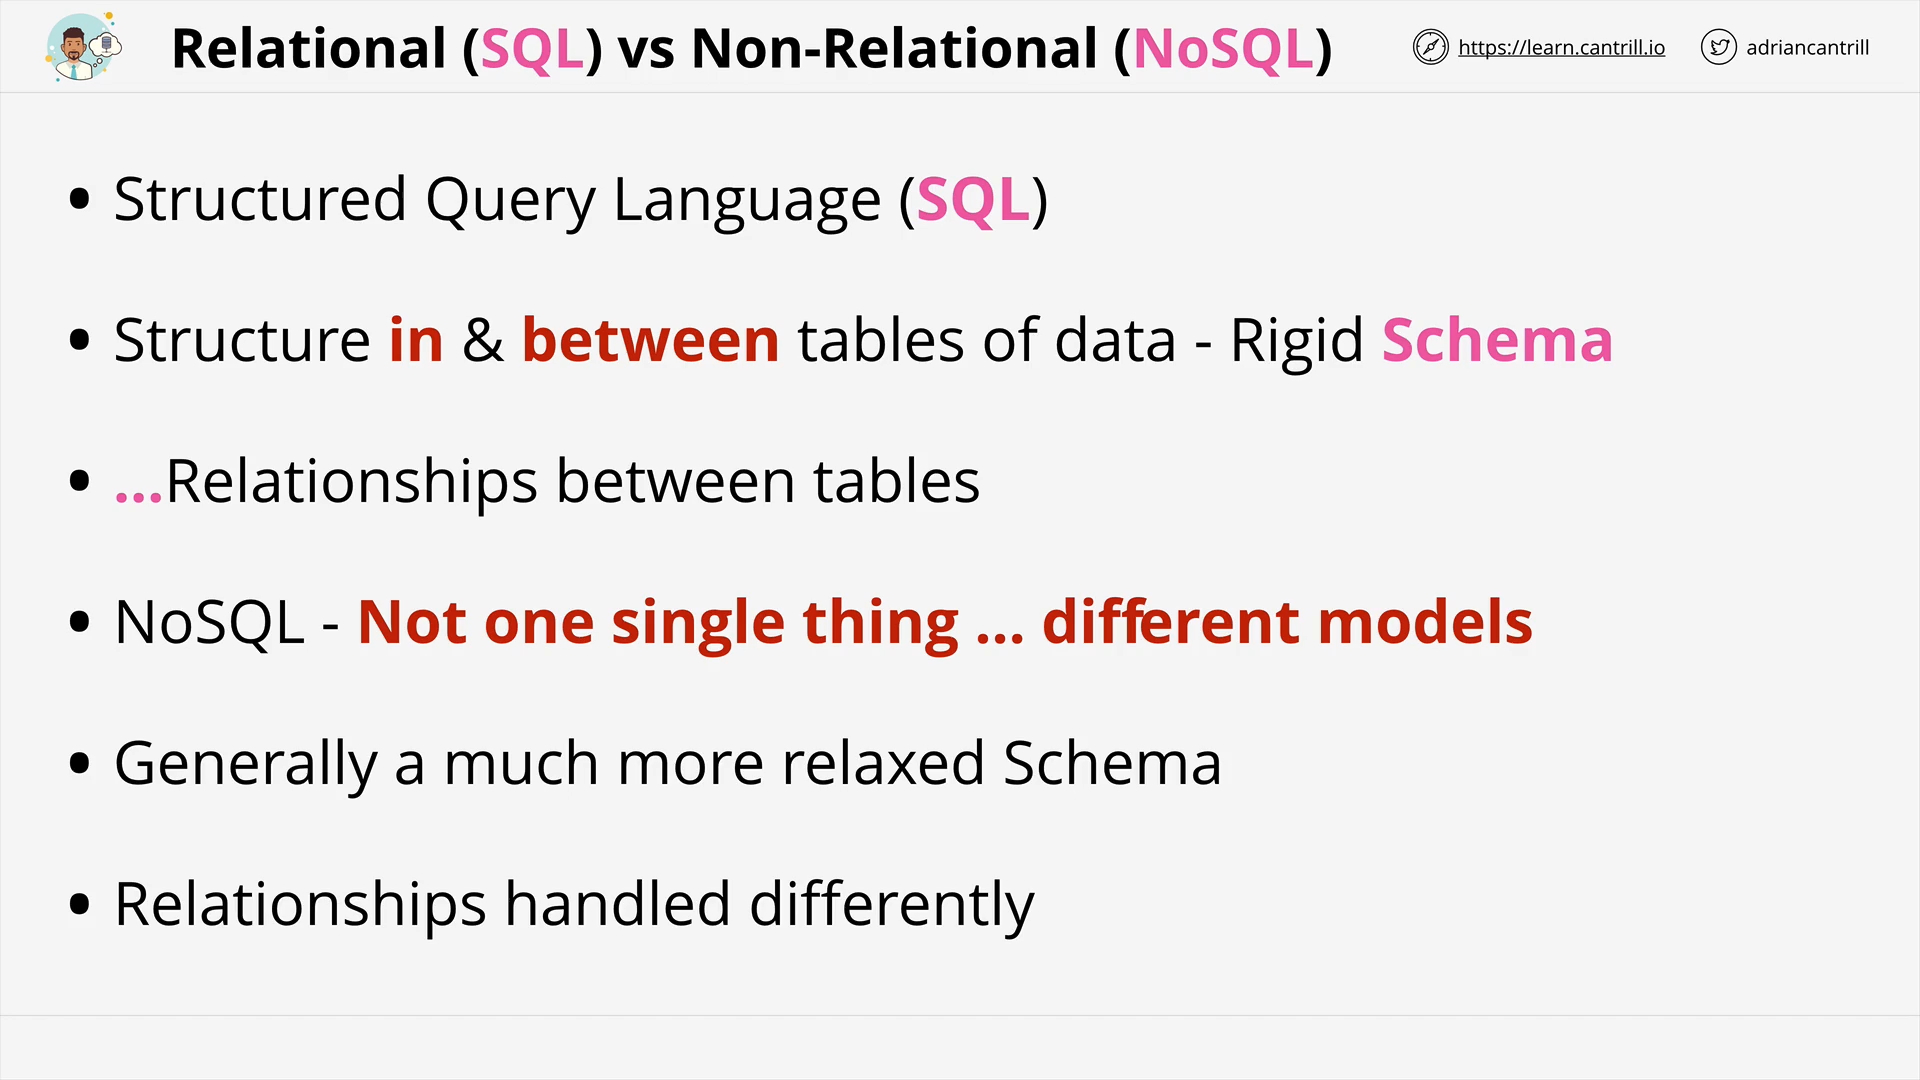 Relational (SQL) vs Non-Relational (NoSQL)
https://learn.cantrill.io
adriancantrill
• Structured Query Language (SQL)
• Structure in & between tables of data - Rigid Schema
• ...Relationships between tables
• NoSQL - Not one single thing ... different models
• Generally a much more relaxed Schema
• Relationships handled differently